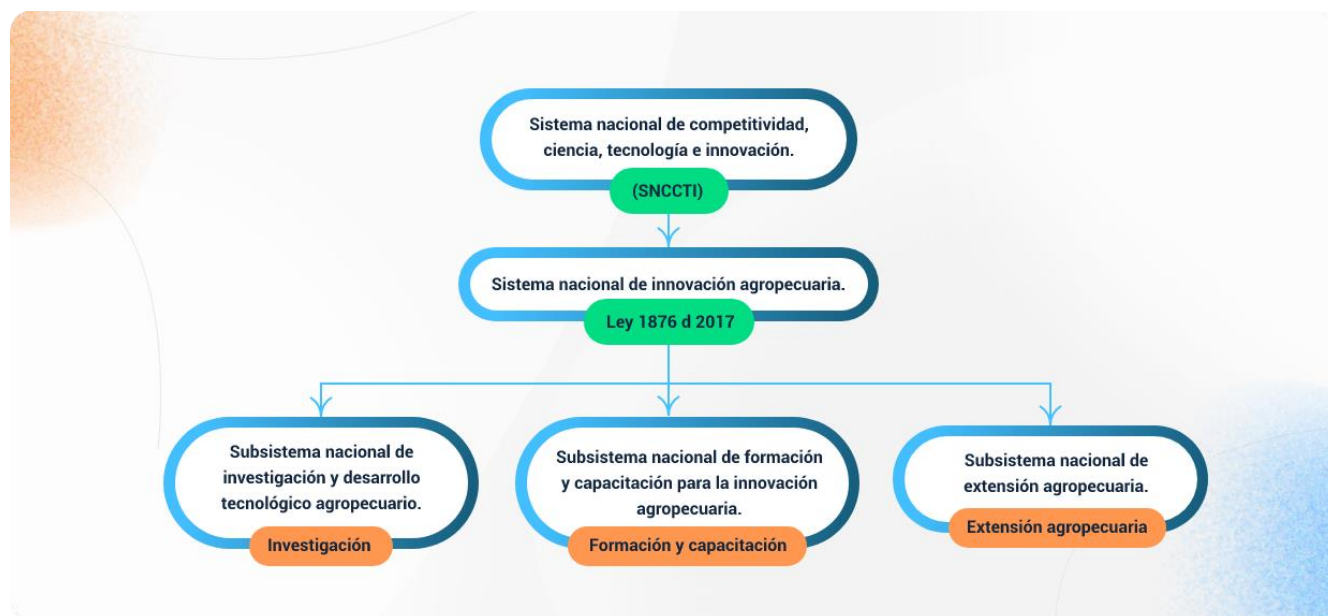 Sistema nacional de competitividad,
ciencia, tecnología e innovación.
(SNCCTI)
Sistema nacional de innovación agropecuaria.
Ley 1876 d 2017
Subsistema nacional de
investigación y desarrollo
tecnológico agropecuario.
Investigación
Subsistema nacional de formación
y capacitación para la innovación
agropecuaria.
Formación y capacitación
Subsistema nacional de
extensión agropecuaria.
Extensión agropecuaria